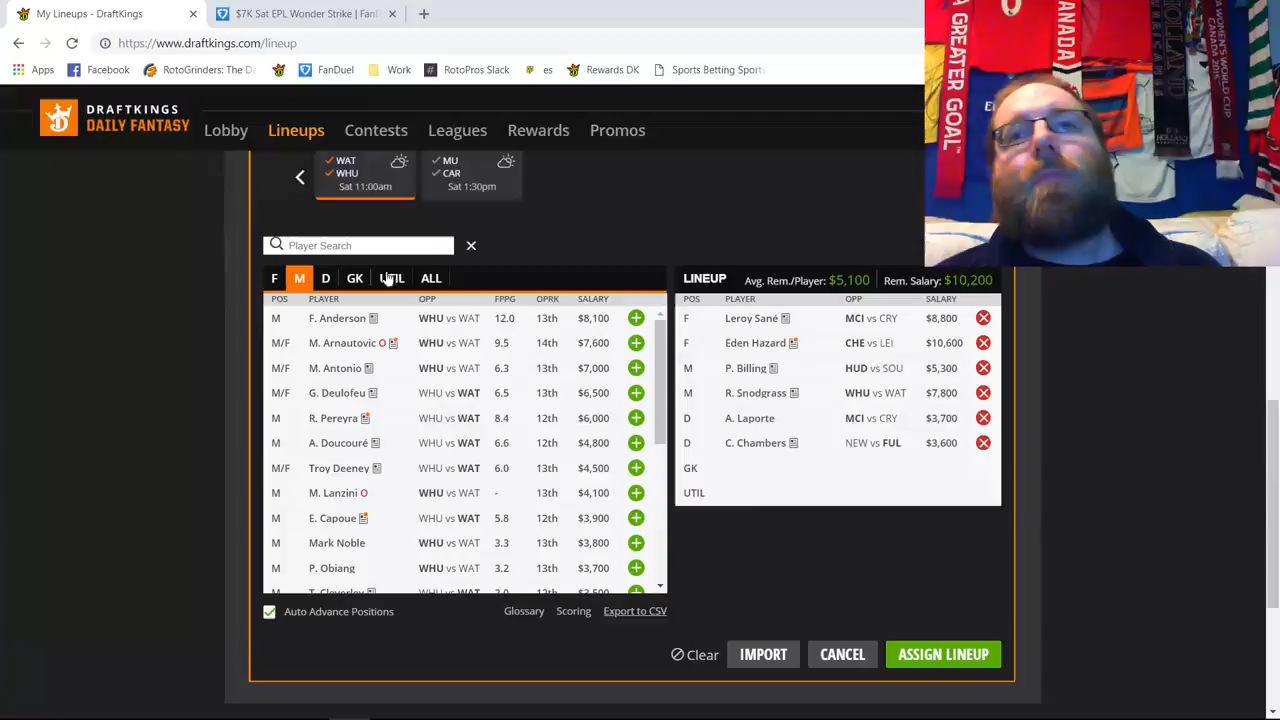 My Lineups - DraftKings
$7K Sat EPL Wonder Strike | FanD
https://www.draftkings.com/lineup
Apps Facebook RotoGrinders: The Da FanDuel Work RotoPros Slack es Rewards DK Sports Betting Sports
DRAFTKINGS
DAILY FANTASY
Lobby Lineups Contests Leagues Rewards Promos
WAT
WHU
Sat 11:00am
MU
CAR
Sat 1:30pm
Player Search
F M D GK UTIL ALL
POS PLAYER OPP FPPG OPRK SALARY
M F. Anderson WHU vs WAT 12.0 13th $8,100
M/F M. Arnautovic O WHU vs WAT 9.5 14th $7,600
M/F M. Antonio WHU vs WAT 6.3 13th $7,000
M/F G. Deulofeu WHU vs WAT 6.5 13th $6,500
M R. Pereyra WHU vs WAT 8.4 12th $6,000
M A. Doucouré WHU vs WAT 6.6 12th $4,800
M/F Troy Deeney WHU vs WAT 6.0 13th $4,500
M M. Lanzini O WHU vs WAT - 13th $4,100
M E. Capoue WHU vs WAT 5.8 12th $3,900
M Mark Noble WHU vs WAT 3.3 13th $3,800
M P. Obiang WHU vs WAT 3.2 13th $3,700
Auto Advance Positions Glossary Scoring Export to CSV
LINEUP Avg. Rem./Player: $5,100 Rem. Salary: $10,200
POS PLAYER OPP SALARY
F Leroy Sané MCI vs CRY $8,800
F Eden Hazard CHE vs LEI $10,600
M P. Billing HUD vs SOU $5,300
M R. Snodgrass WHU vs WAT $7,800
D A. Laporte MCI vs CRY $3,700
D C. Chambers NEW vs FUL $3,600
GK
UTIL
Clear IMPORT CANCEL ASSIGN LINEUP
A GREATER GOAL
CANADA
HOLLAND